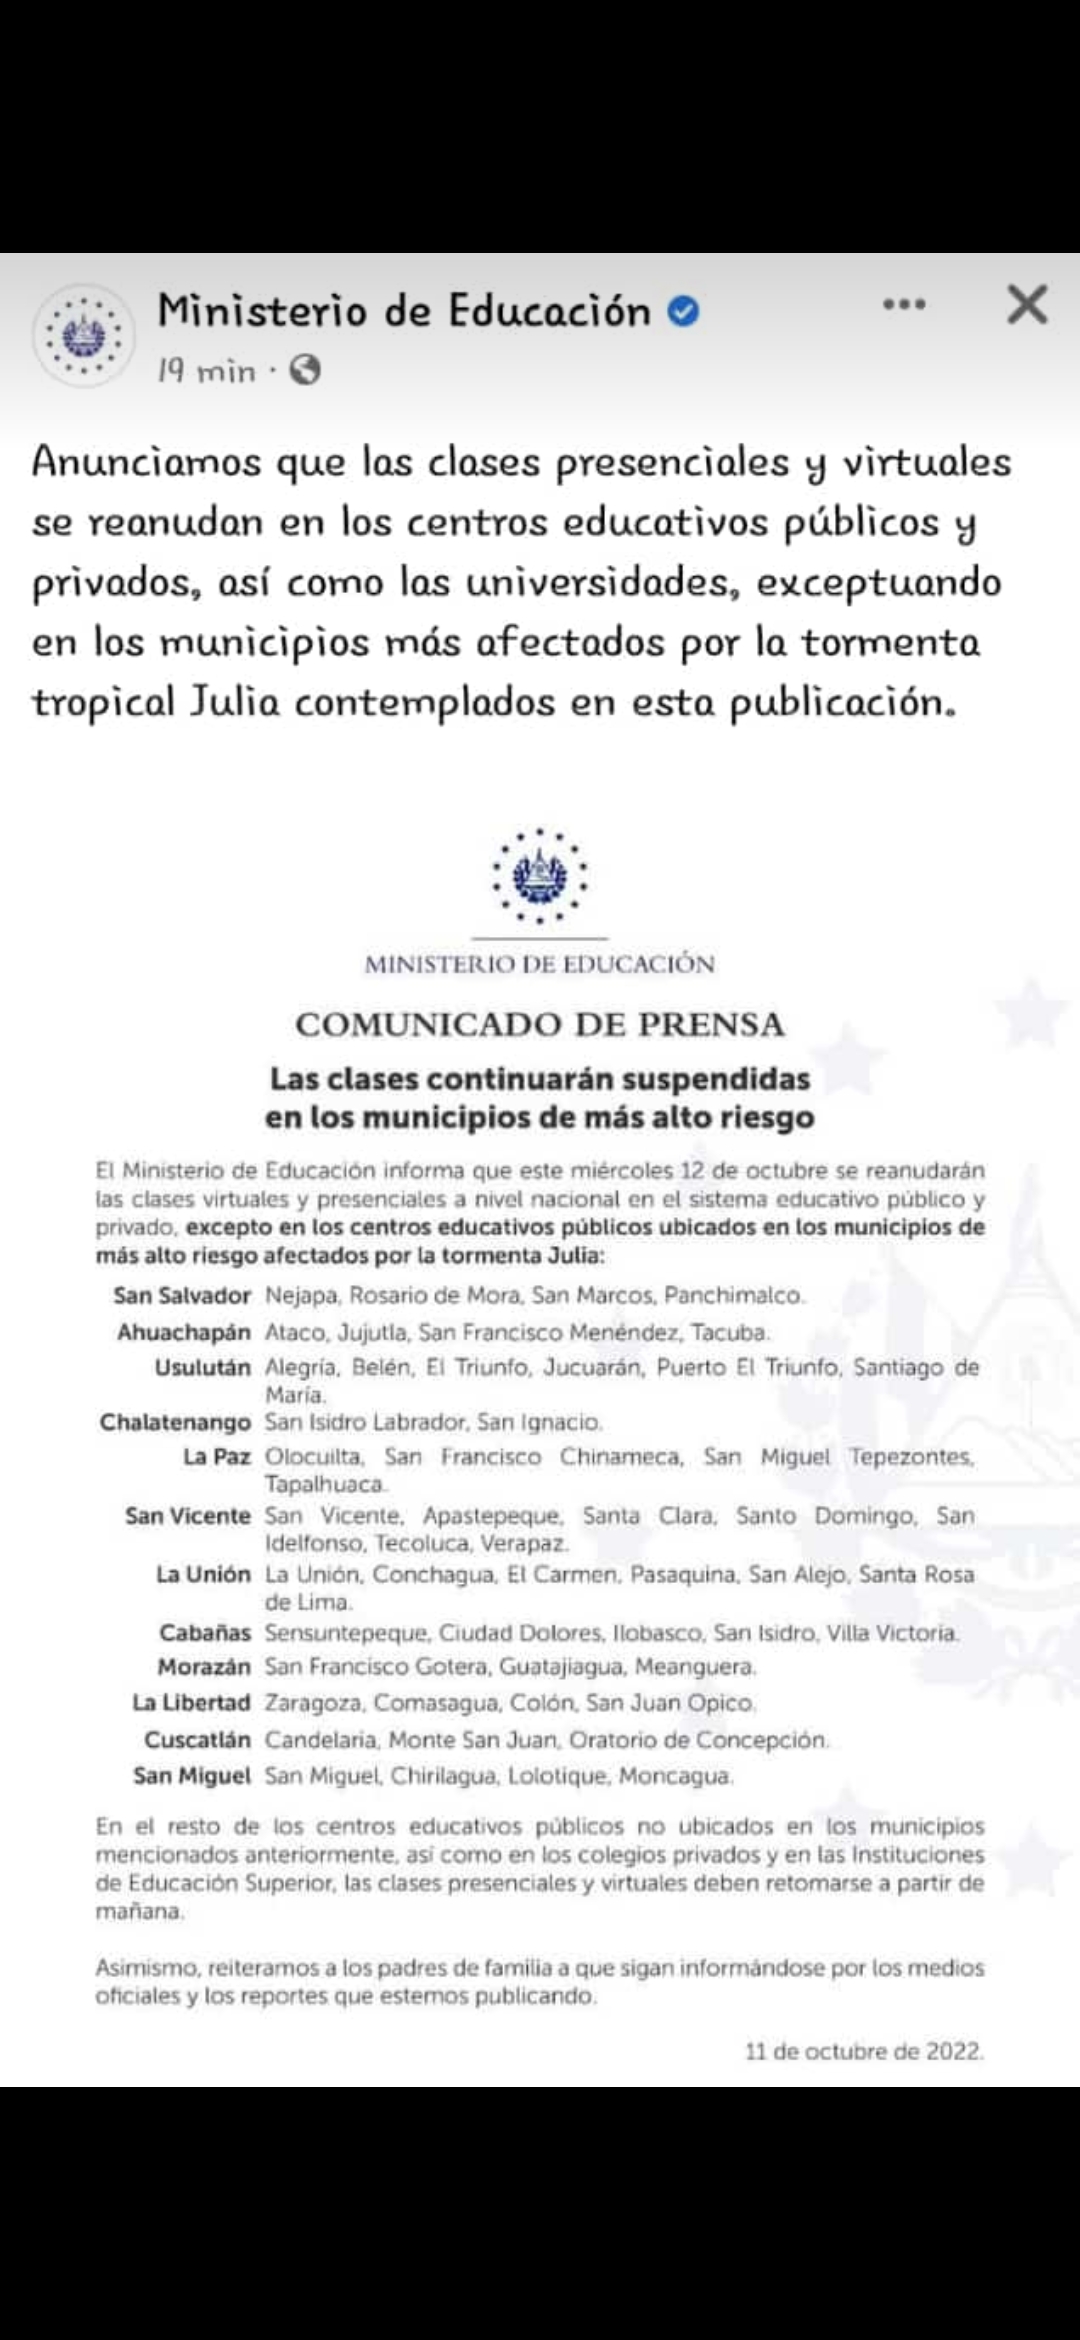 Ministerio de Educación
19 min ·
Anunciamos que las clases presenciales y virtuales
se reanudan en los centros educativos públicos y
privados, así como las universidades, exceptuando
en los municipios más afectados por la tormenta
tropical Julia contemplados en esta publicación.
MINISTERIO DE EDUCACIÓN
COMUNICADO DE PRENSA
Las clases continuarán suspendidas
en los municipios de más alto riesgo
El Ministerio de Educación informa que este miércoles 12 de octubre se reanudarán
las clases virtuales y presenciales a nivel nacional en el sistema educativo público y
privado, excepto en los centros educativos públicos ubicados en los municipios de
más alto riesgo afectados por la tormenta Julia:
San Salvador Nejapa, Rosario de Mora, San Marcos, Panchimalco.
Ahuachapán Ataco, Jujutla, San Francisco Menéndez, Tacuba.
Usulután Alegría, Belén, El Triunfo, Jucuarán, Puerto El Triunfo, Santiago de
María.
Chalatenango San Isidro Labrador, San Ignacio.
La Paz Olocuilta, San Francisco Chinameca, San Miguel Tepezontes,
Tapalhuaca.
San Vicente San Vicente, Apastepeque, Santa Clara, Santo Domingo, San
Idelfonso, Tecoluca, Verapaz.
La Unión La Unión, Conchagua, El Carmen, Pasaquina, San Alejo, Santa Rosa
de Lima.
Cabañas Sensuntepeque, Ciudad Dolores, Ilobasco, San Isidro, Villa Victoria.
Morazán San Francisco Gotera, Guatajiagua, Meanguera.
La Libertad Zaragoza, Comasagua, Colón, San Juan Opico.
Cuscatlán Candelaria, Monte San Juan, Oratorio de Concepción.
San Miguel San Miguel, Chirilagua, Lolotique, Moncagua.
En el resto de los centros educativos públicos no ubicados en los municipios
mencionados anteriormente, así como en los colegios privados y en las Instituciones
de Educación Superior, las clases presenciales y virtuales deben retomarse a partir de
mañana.
Asimismo, reiteramos a los padres de familia a que sigan informándose por los medios
oficiales y los reportes que estemos publicando.
11 de octubre de 2022.